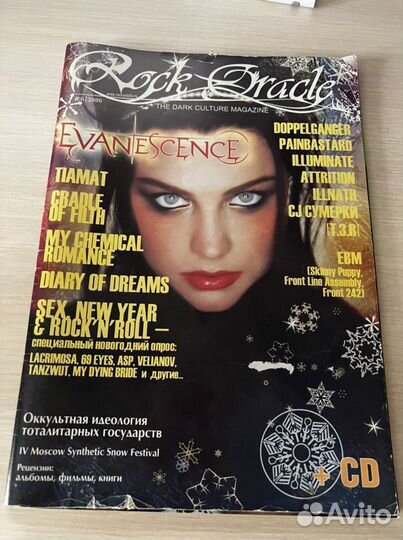 Rock Oracle
# 6 | 2006
www.rockoracle.ru
THE DARK CULTURE MAGAZINE
EVANESCENCE
TIAMAT
CRADLE
OF FILTH
MY CHEMICAL
ROMANCE
DIARY OF DREAMS
SEX, NEW YEAR
& ROCK'N'ROLL –
специальный новогодний опрос:
LACRIMOSA, 69 EYES, ASP, VELIANOV,
TANZWUT, MY DYING BRIDE и другие...
DOPPELGANGER
PAINBASTARD
ILLUMINATE
ATTRITION
ILLNATH
CJ СУМЕРКИ
[T.3.R]
EBM
(Skinny Puppy,
Front Line Assembly,
Front 242)
Оккультная идеология
тоталитарных государств
IV Moscow Synthetic Snow Festival
Рецензии:
альбомы, фильмы, книги
+ CD
Avito